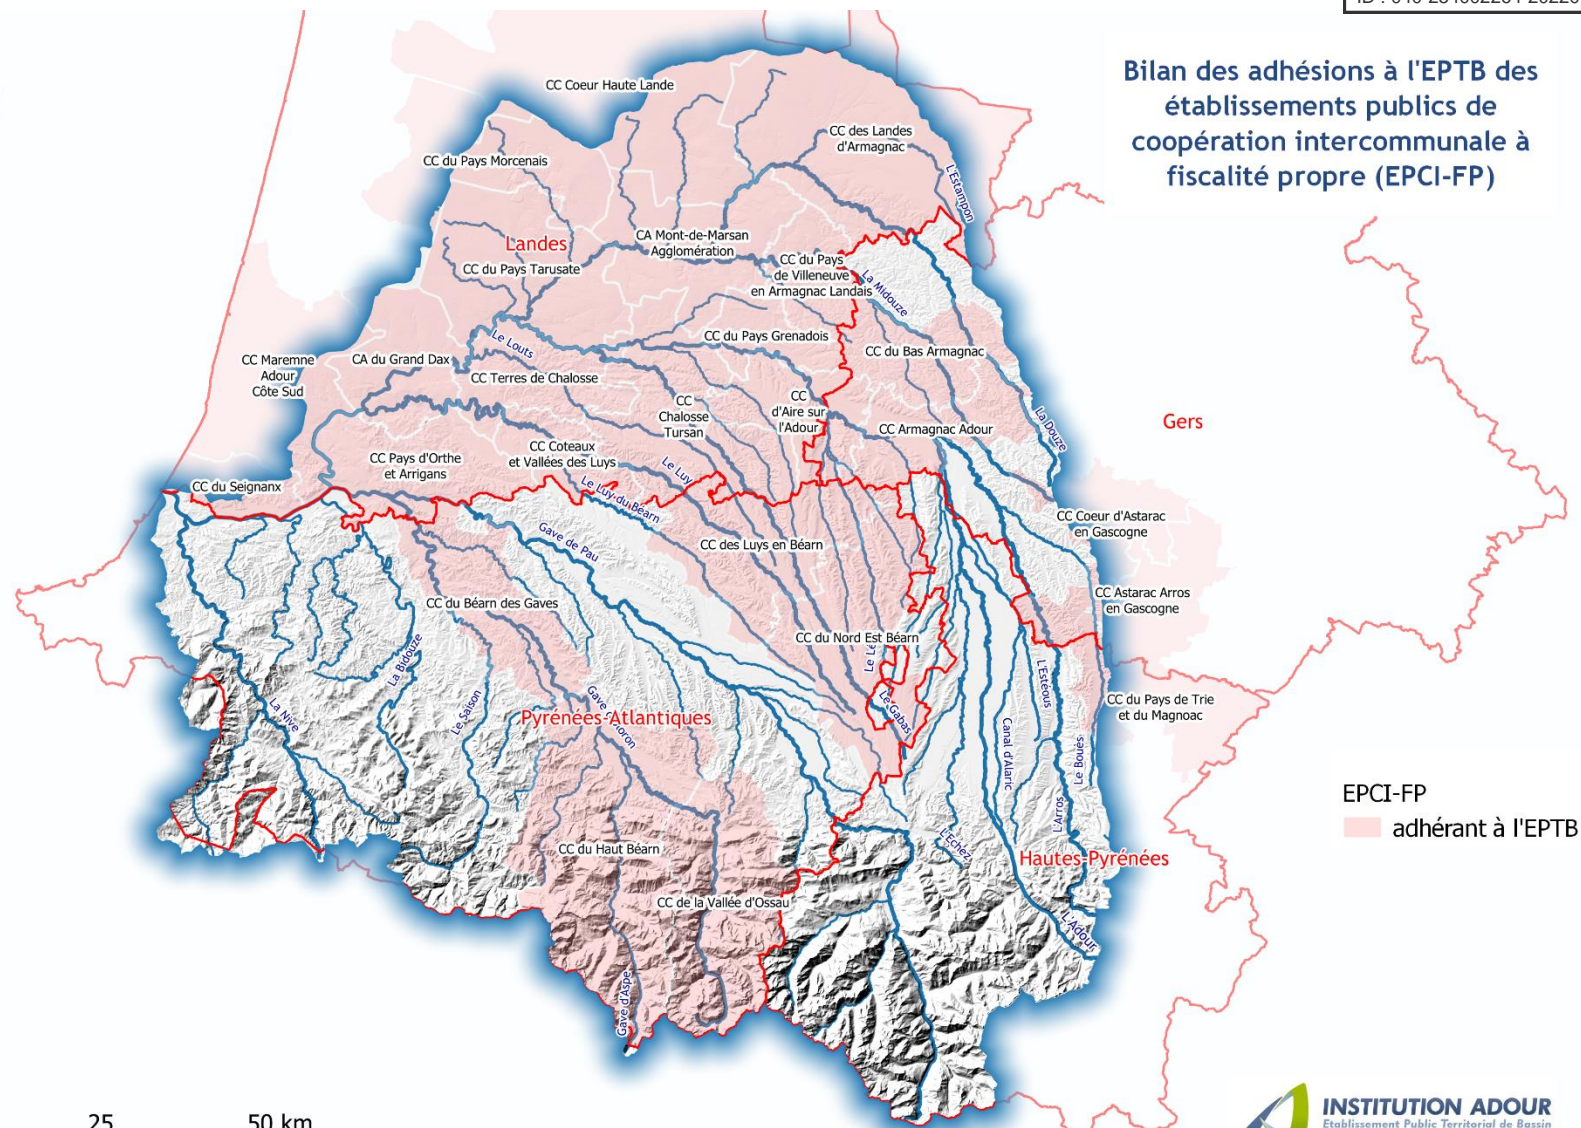 Bilan des adhésions à l'EPTB des
établissements publics de
coopération intercommunale à
fiscalité propre (EPCI-FP)
CC Coeur Haute Lande
CC des Landes
d'Armagnac
CC du Pays Morcenais
L'Estampon
CA Mont-de-Marsan
Agglomération
Landes
CC du Pays Tarusate
CC du Pays
de Villeneuve
en Armagnac Landais
La Midouze
Le Louts
CC du Pays Grenadois
CC du Bas Armagnac
CC Maremne
Adour
Côte Sud
CA du Grand Dax
CC Terres de Chalosse
CC
Chalosse
Tursan
CC
d'Aire sur
l'Adour
CC Armagnac Adour
La Douze
Gers
CC Pays d'Orthe
et Arrigans
CC Coteaux
et Vallées des Luys
Le Luy
CC du Seignanx
Le Luy du Béarn
Gave de Pau
CC des Luys en Béarn
CC Coeur d'Astarac
en Gascogne
CC du Béarn des Gaves
CC Astarac Arros
en Gascogne
CC du Nord Est Béarn
La Bidouze
Le Saison
La Nive
Pyrénées-Atlantiques
Le Gabas
L'Estéous
Canal d'Alaric
Le Bouès
CC du Pays de Trie
et du Magnoac
L'Arros
L'Echez
Hautes-Pyrénées
EPCI-FP
adhérant à l'EPTB
CC du Haut Béarn
CC de la Vallée d'Ossau
L'Adour
Gave d'Aspe
25 50 km
INSTITUTION ADOUR
Etablissement Public Territorial de Bassin